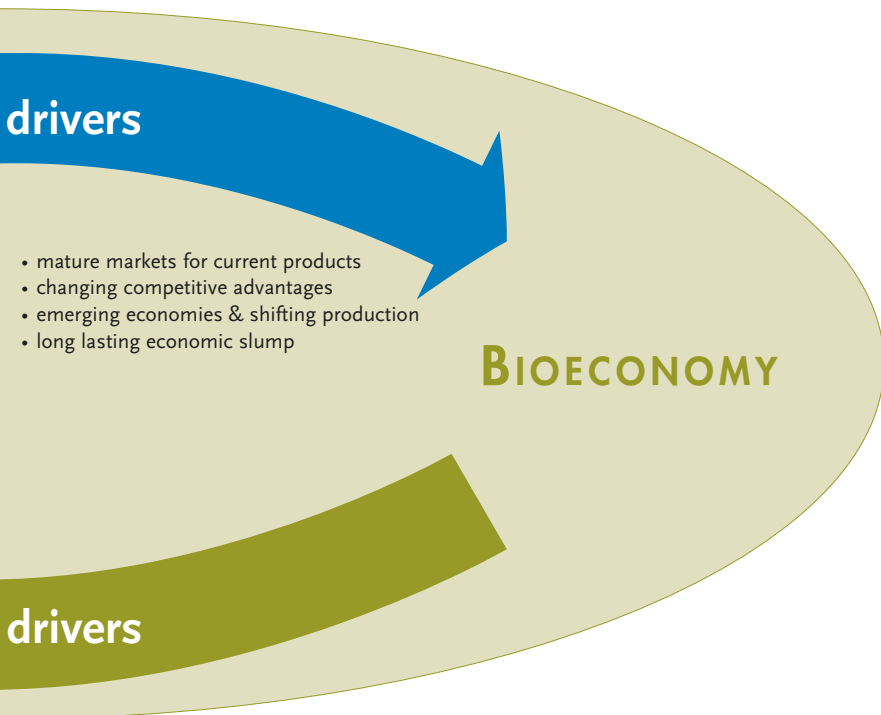 drivers
• mature markets for current products
• changing competitive advantages
• emerging economies & shifting production
• long lasting economic slump
BIOECONOMY
drivers